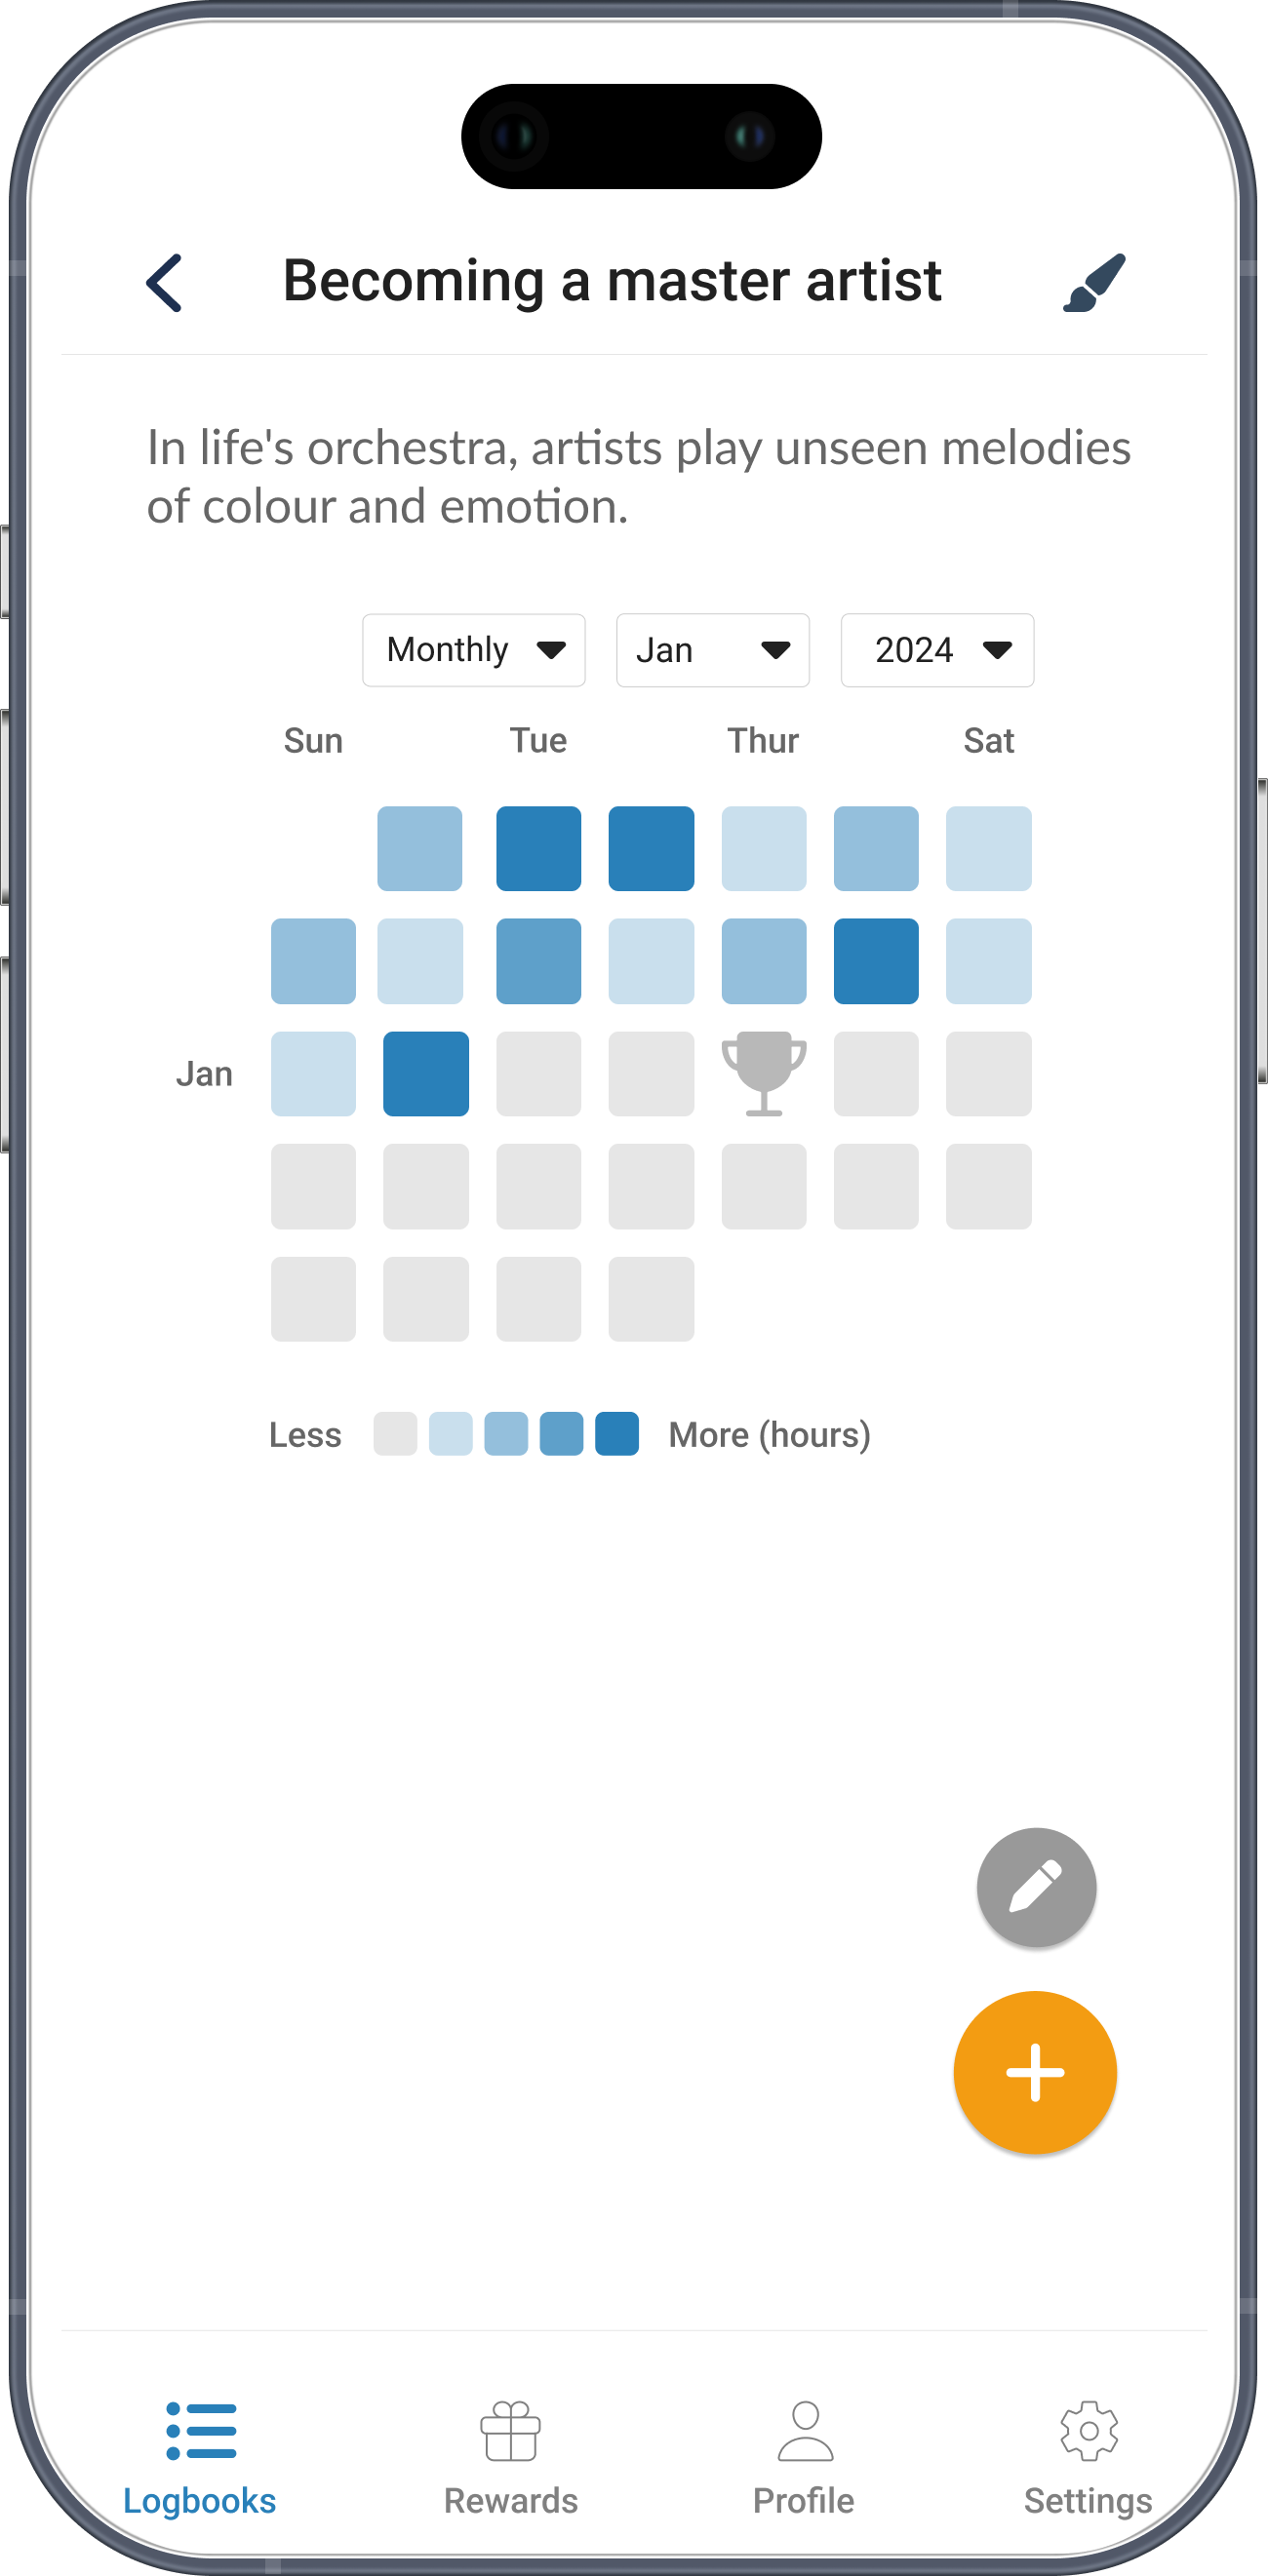 Becoming a master artist
In life's orchestra, artists play unseen melodies
of colour and emotion.
Monthly Jan 2024
Sun Tue Thur Sat
Jan
Less More (hours)
Logbooks Rewards Profile Settings